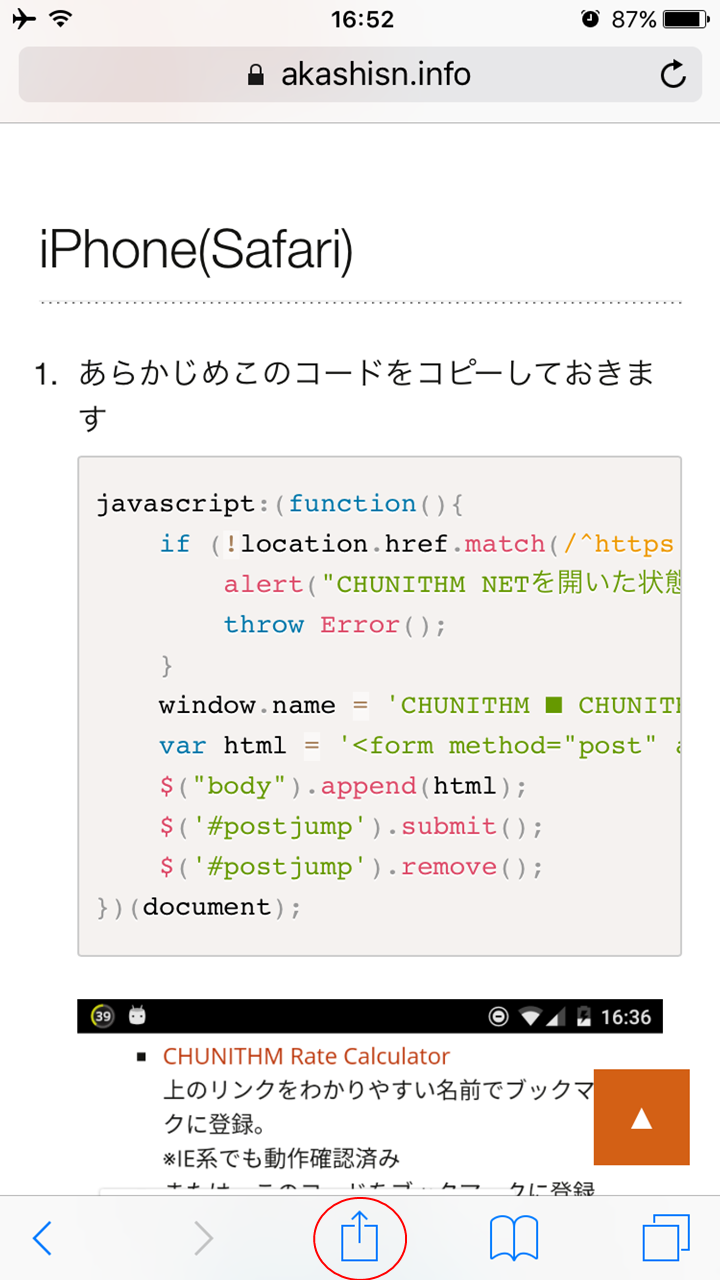 16:52
87%
akashisn.info
iPhone(Safari)
1. あらかじめこのコードをコピーしておきま
す
javascript:(function(){
if (!location.href.match(/^https
alert("CHUNITHM NETを開いた状態
throw Error();
}
window.name = 'CHUNITHM ■ CHUNITH
var html = '<form method="post" a
$("body").append(html);
$('#postjump').submit();
$('#postjump').remove();
})(document);
39 16:36
▪ CHUNITHM Rate Calculator
上のリンクをわかりやすい名前でブックマ
クに登録。
※IE系でも動作確認済み
▲